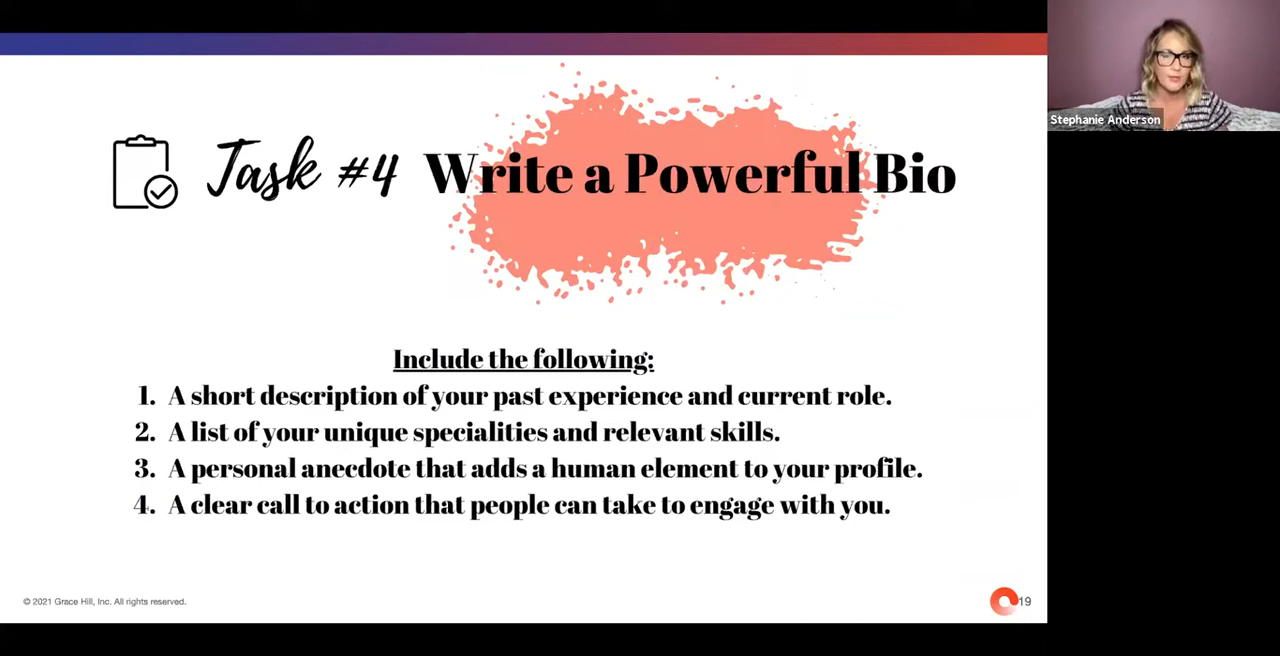 Task #4 Write a Powerful Bio
Stephanie Anderson
Include the following:
1. A short description of your past experience and current role.
2. A list of your unique specialities and relevant skills.
3. A personal anecdote that adds a human element to your profile.
4. A clear call to action that people can take to engage with you.
© 2021 Grace Hill, Inc. All rights reserved.
19